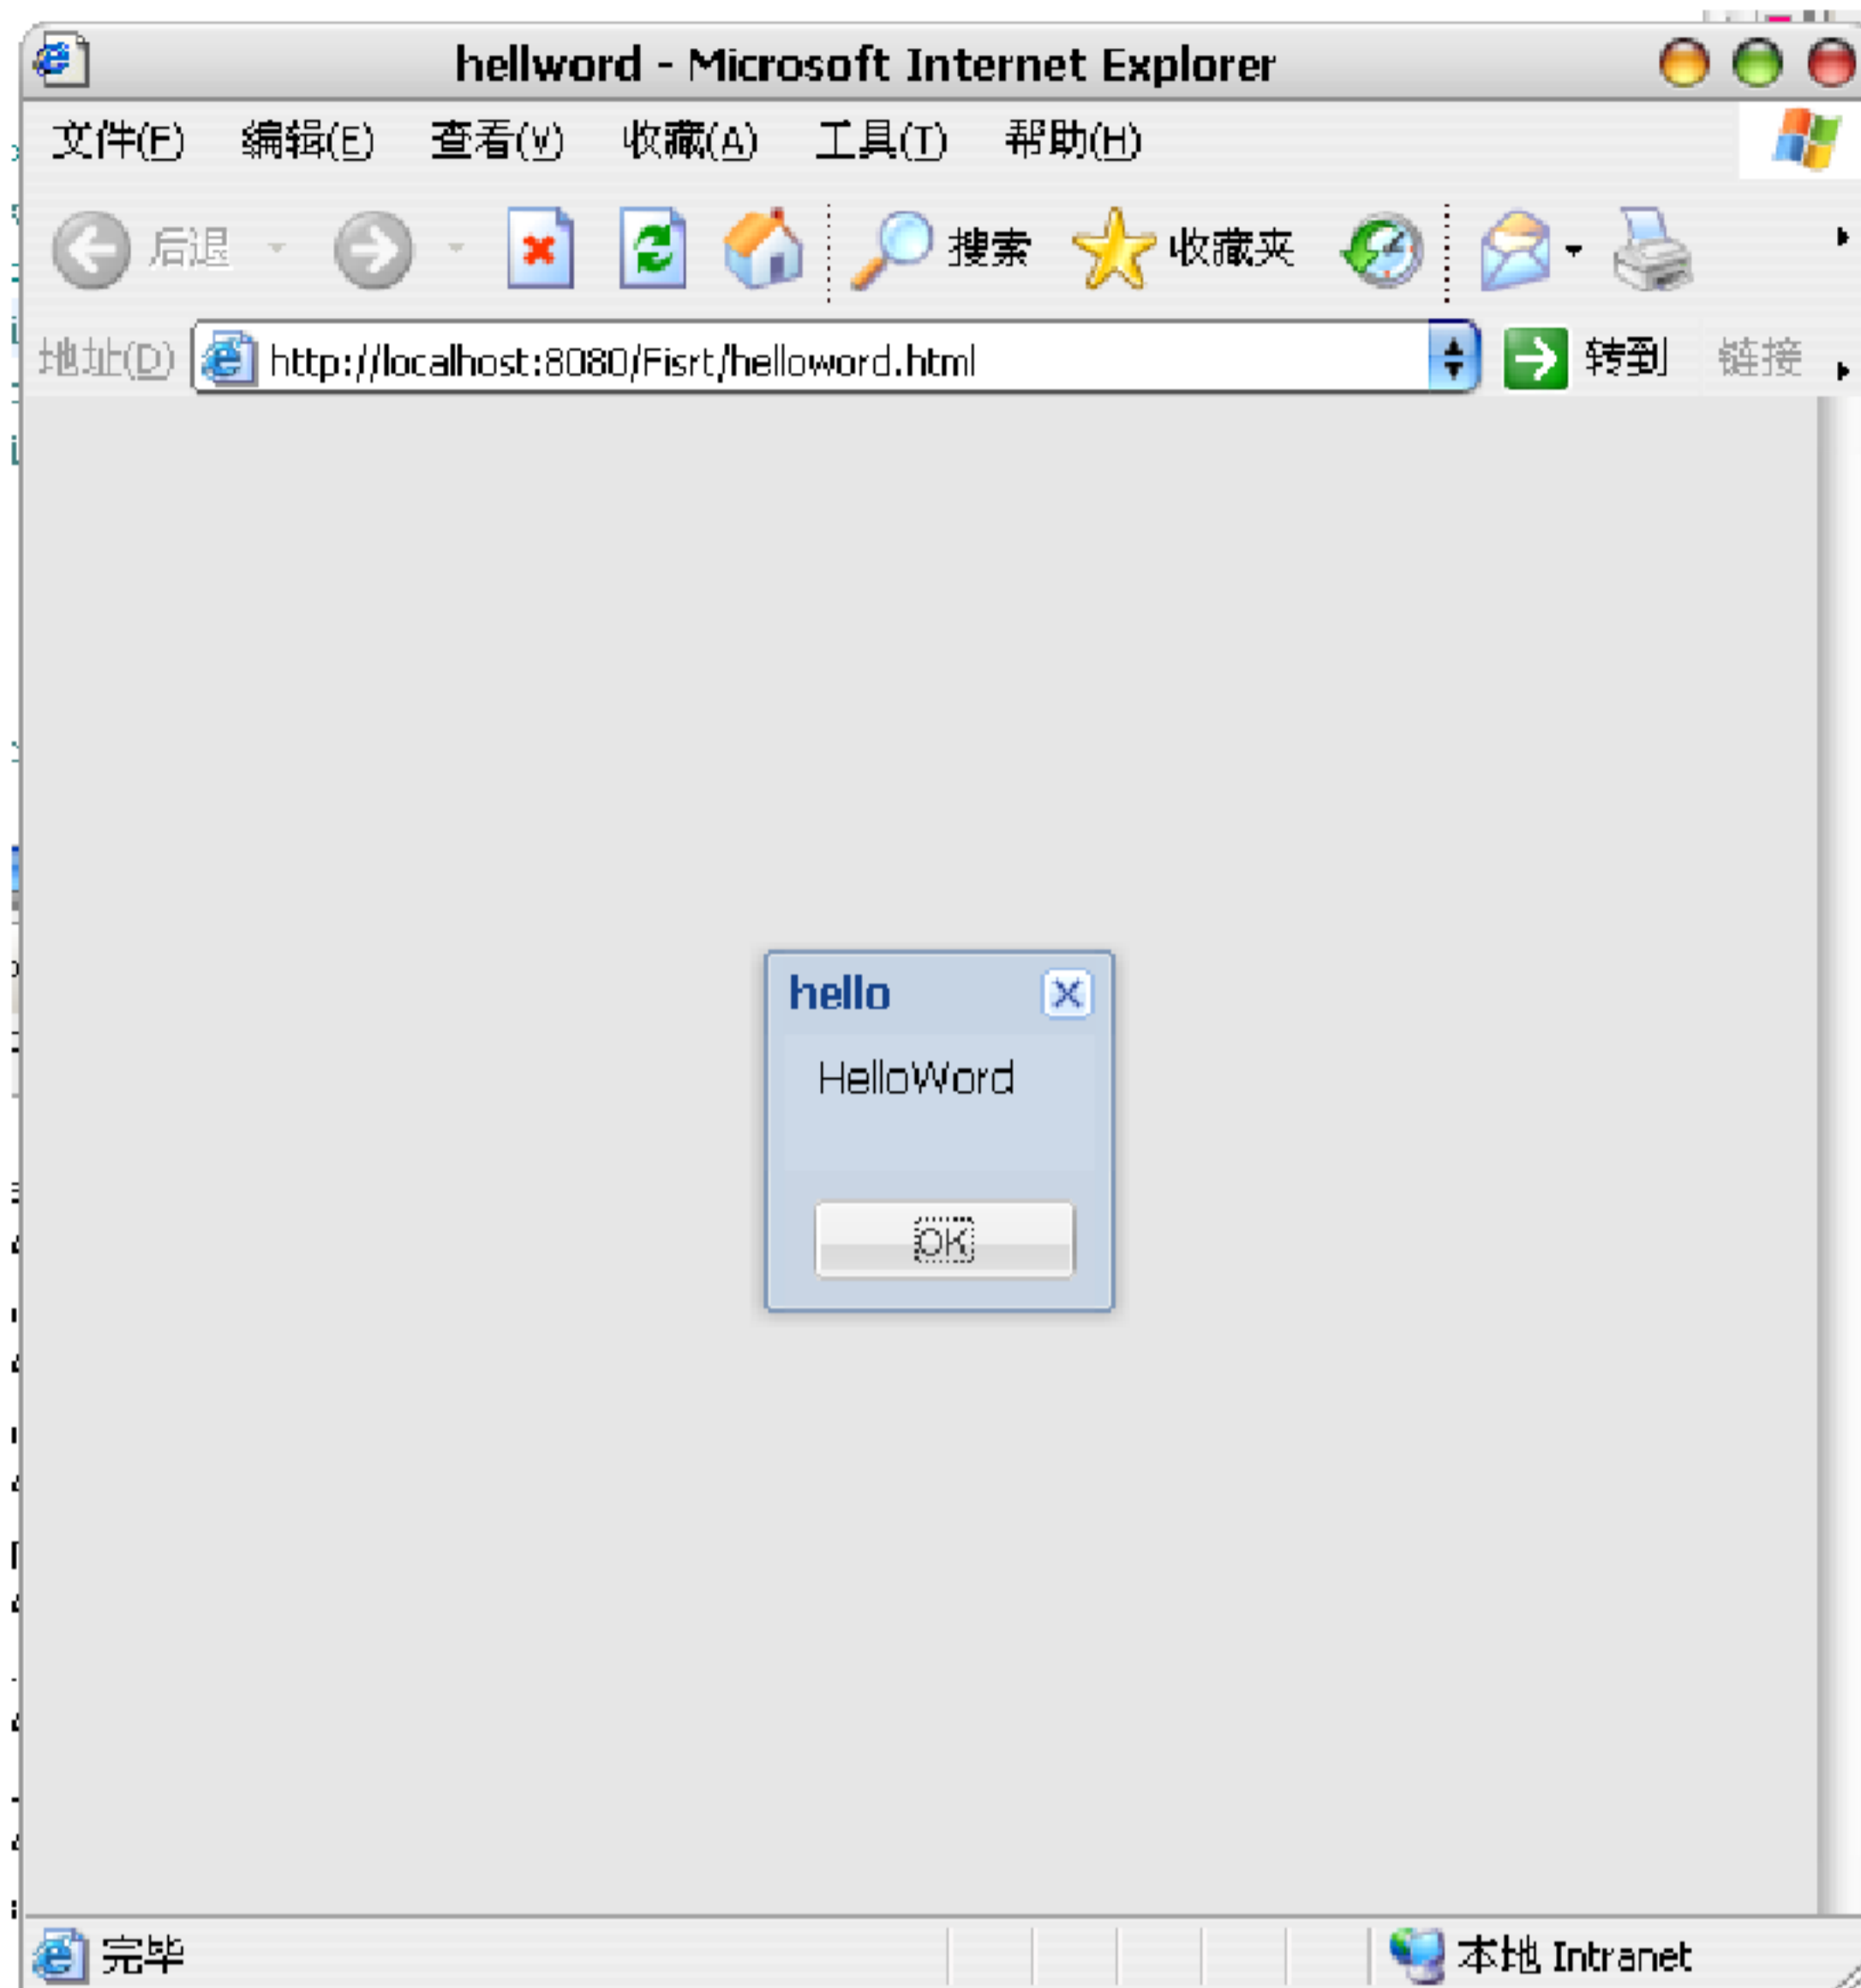 hellword - Microsoft Internet Explorer
文件(F) 编辑(E) 查看(V) 收藏(A) 工具(T) 帮助(H)
后退 搜索 收藏夹
地址(D) http://localhost:8080/Fisrt/helloword.html 转到 链接
hello
HelloWord
OK
完毕 本地 Intranet